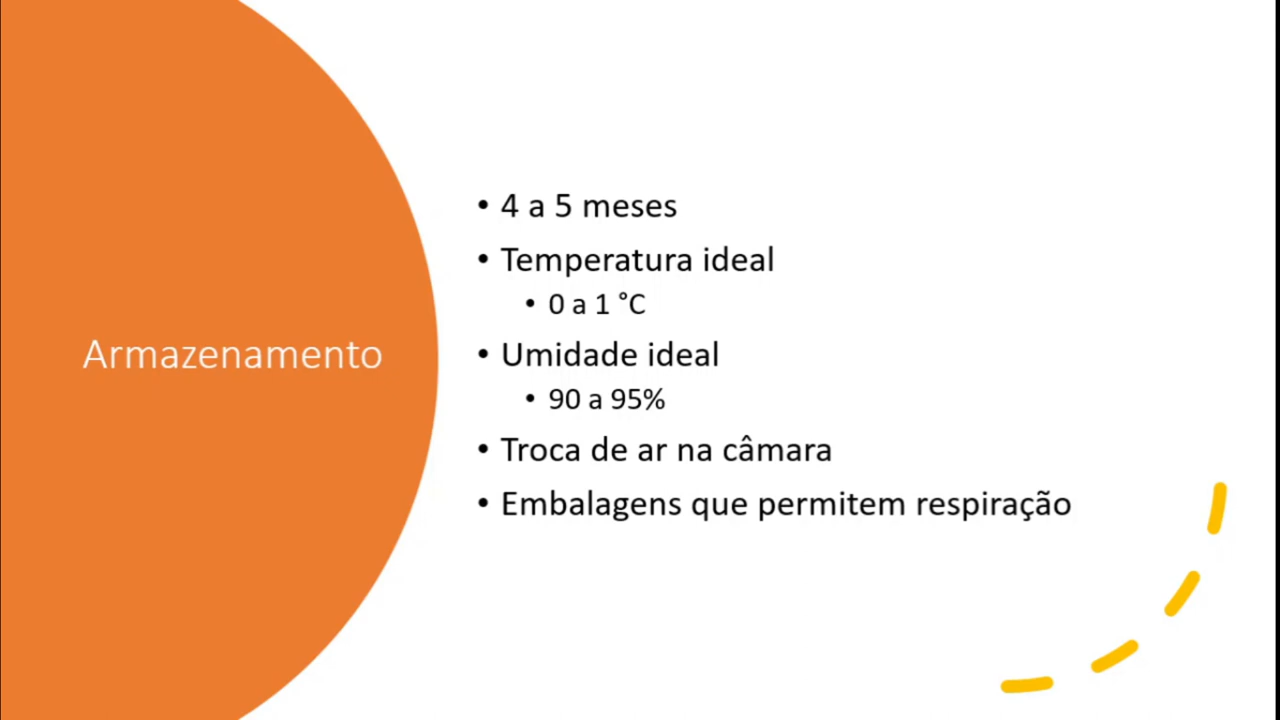 Armazenamento
• 4 a 5 meses
• Temperatura ideal
• 0 a 1 °C
• Umidade ideal
• 90 a 95%
• Troca de ar na câmara
• Embalagens que permitem respiração